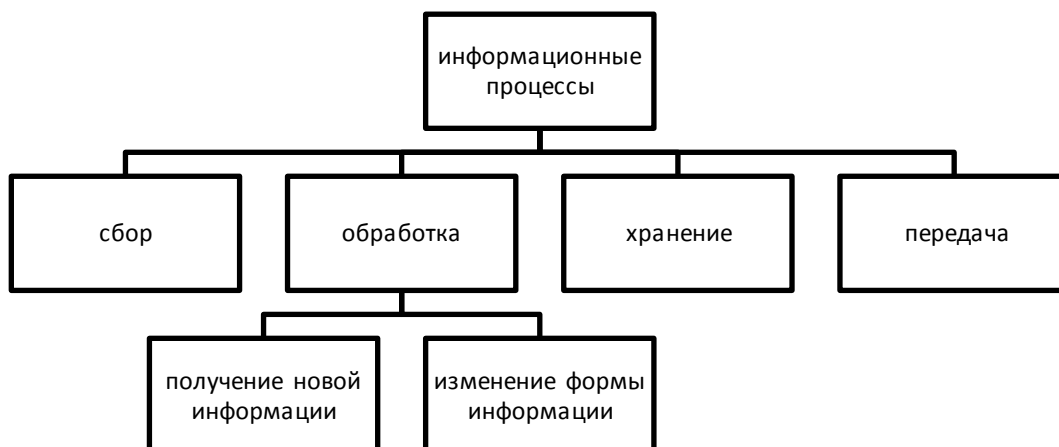 информационные
процессы
сбор
обработка
хранение
передача
получение новой
информации
изменение формы
информации